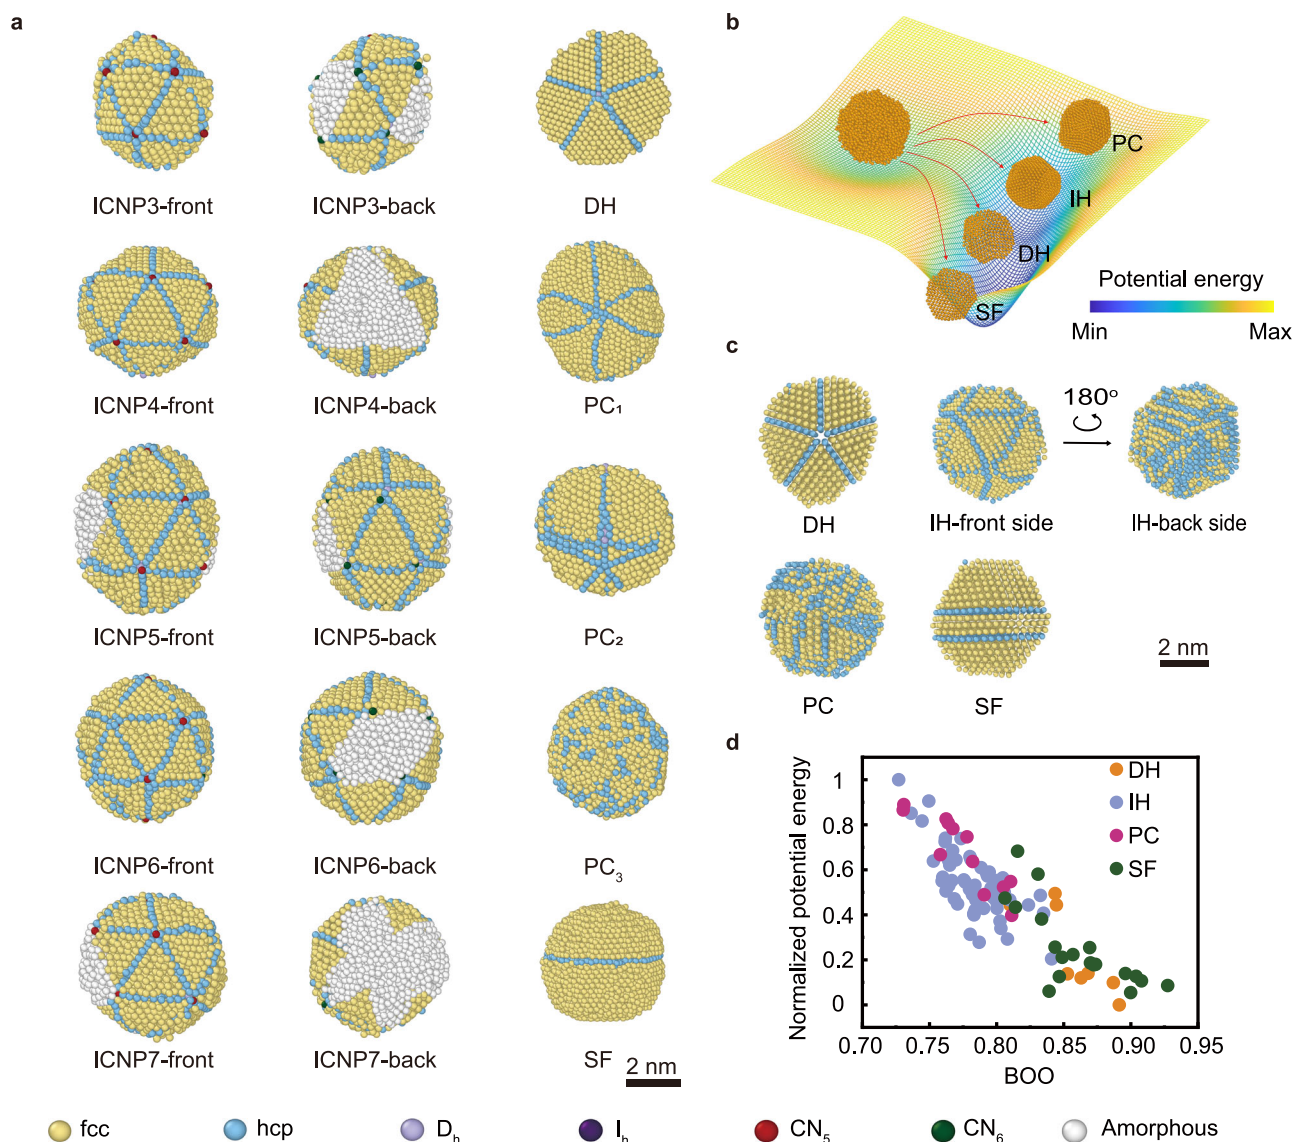 a
ICNP3-front
ICNP3-back
DH
ICNP4-front
ICNP4-back
PC₁
ICNP5-front
ICNP5-back
PC₂
ICNP6-front
ICNP6-back
PC₃
ICNP7-front
ICNP7-back
SF
2 nm
b
PC
IH
DH
SF
Potential energy
Min
Max
c
180°
DH
IH-front side
IH-back side
PC
SF
2 nm
d
Normalized potential energy
1
0.8
0.6
0.4
0.2
0
0.70
0.75
0.80
0.85
0.90
0.95
BOO
DH
IH
PC
SF
fcc
hcp
Dₕ
Iₕ
CN₅
CN₆
Amorphous